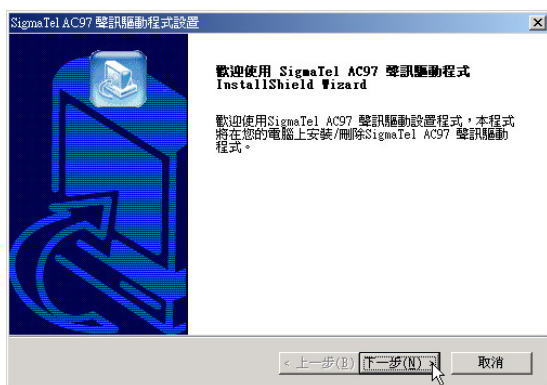 SigmaTel AC97 聲訊驅動程式設置
歡迎使用 SigmaTel AC97 聲訊驅動程式
InstallShield Wizard
歡迎使用SigmaTel AC97 聲訊驅動設置程式，本程式
將在您的電腦上安裝/刪除SigmaTel AC97 聲訊驅動
程式。
< 上一步(B) 下一步(N) > 取消